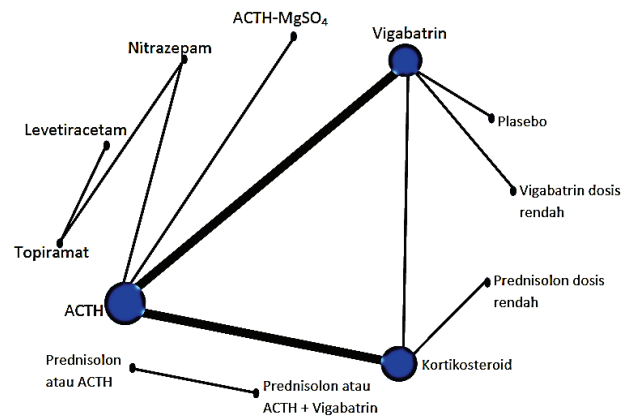 ACTH-MgSO₄
Vigabatrin
Nitrazepam
Levetiracetam
Plasebo
Vigabatrin dosis
rendah
Topiramat
Prednisolon dosis
rendah
ACTH
Kortikosteroid
Prednisolon
atau ACTH
Prednisolon atau
ACTH + Vigabatrin